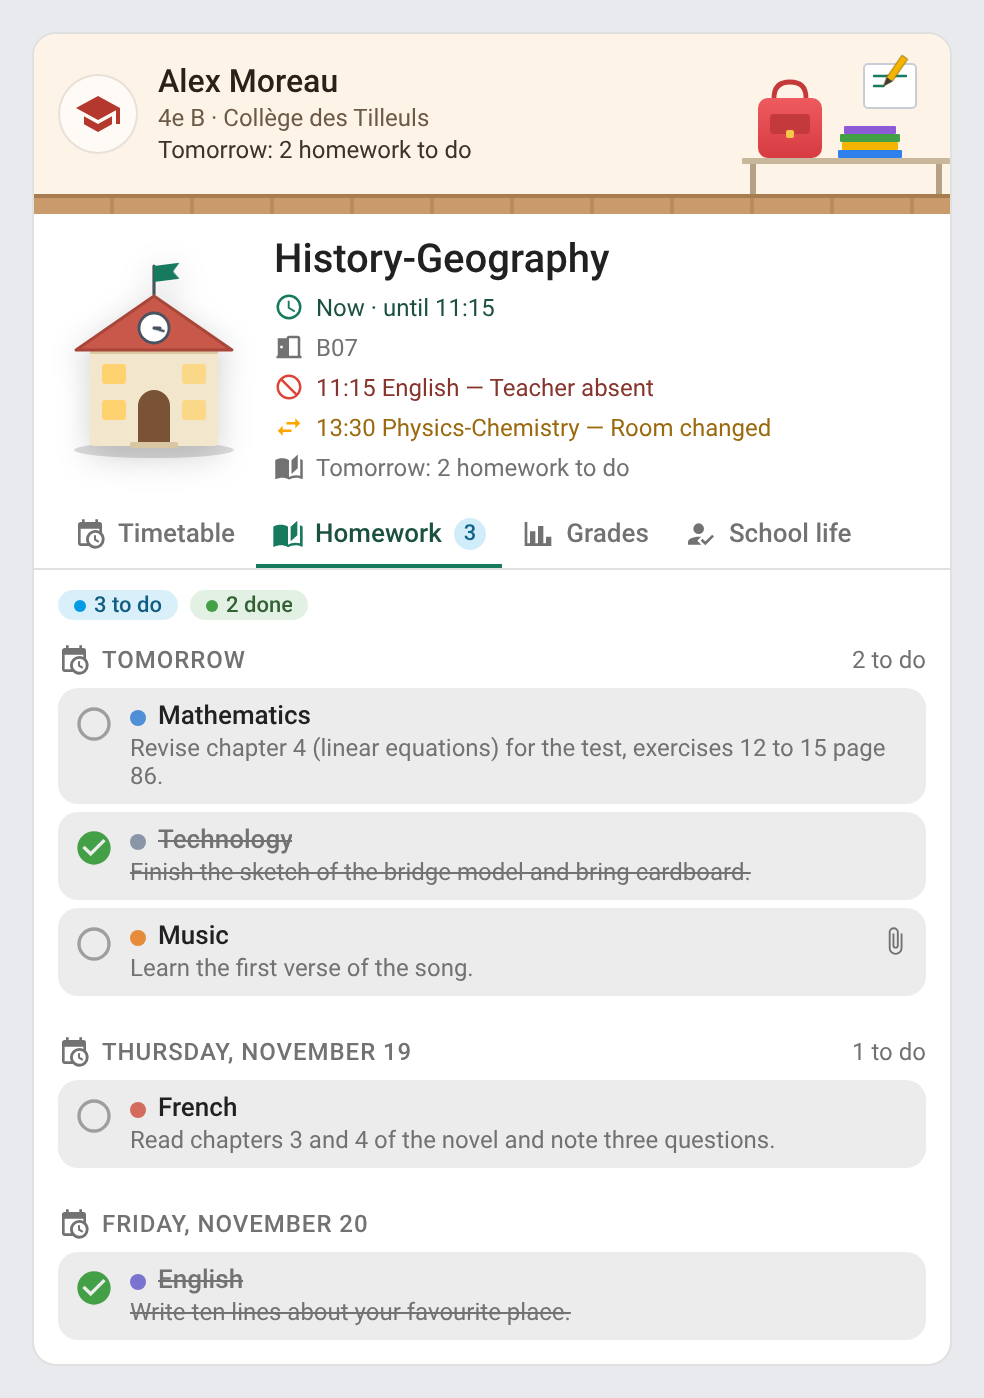 Alex Moreau
4e B · Collège des Tilleuls
Tomorrow: 2 homework to do
History-Geography
Now · until 11:15
B07
11:15 English — Teacher absent
13:30 Physics-Chemistry — Room changed
Tomorrow: 2 homework to do
Timetable Homework 3 Grades School life
3 to do 2 done
TOMORROW 2 to do
Mathematics
Revise chapter 4 (linear equations) for the test, exercises 12 to 15 page
86.
Technology
Finish the sketch of the bridge model and bring cardboard.
Music
Learn the first verse of the song.
THURSDAY, NOVEMBER 19 1 to do
French
Read chapters 3 and 4 of the novel and note three questions.
FRIDAY, NOVEMBER 20
English
Write ten lines about your favourite place.